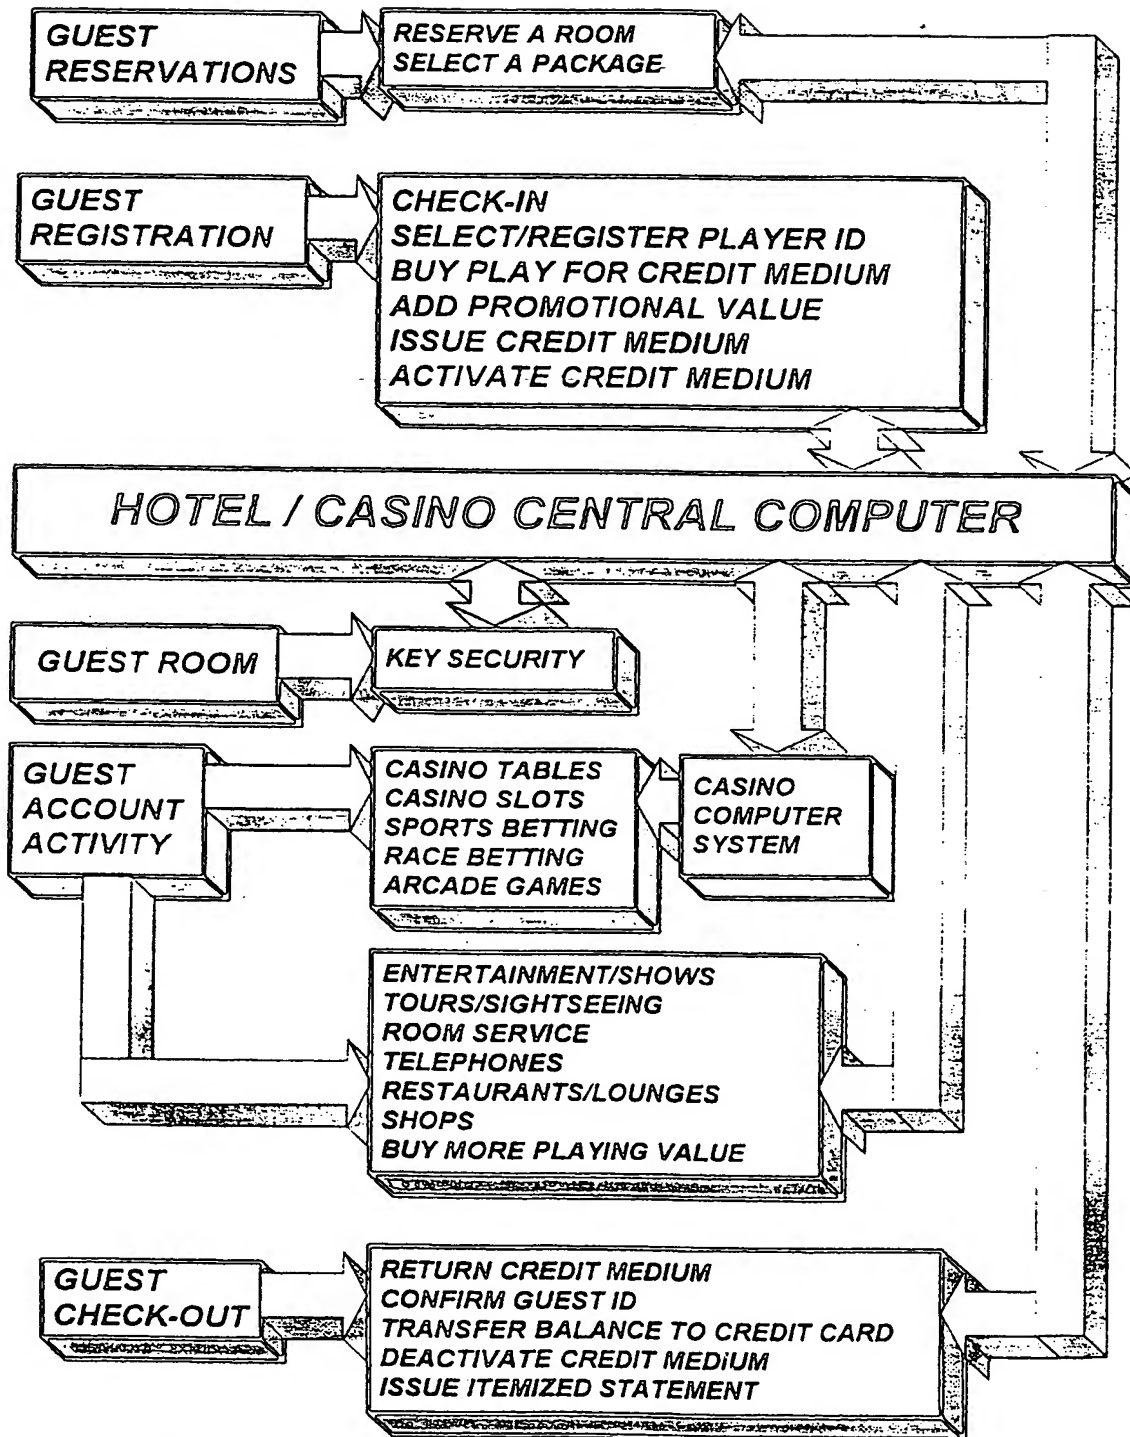 GUEST
RESERVATIONS
RESERVE A ROOM
SELECT A PACKAGE
GUEST
REGISTRATION
CHECK-IN
SELECT/REGISTER PLAYER ID
BUY PLAY FOR CREDIT MEDIUM
ADD PROMOTIONAL VALUE
ISSUE CREDIT MEDIUM
ACTIVATE CREDIT MEDIUM
HOTEL / CASINO CENTRAL COMPUTER
GUEST ROOM
KEY SECURITY
GUEST
ACCOUNT
ACTIVITY
CASINO TABLES
CASINO SLOTS
SPORTS BETTING
RACE BETTING
ARCADE GAMES
CASINO
COMPUTER
SYSTEM
ENTERTAINMENT/SHOWS
TOURS/SIGHTSEEING
ROOM SERVICE
TELEPHONES
RESTAURANTS/LOUNGES
SHOPS
BUY MORE PLAYING VALUE
GUEST
CHECK-OUT
RETURN CREDIT MEDIUM
CONFIRM GUEST ID
TRANSFER BALANCE TO CREDIT CARD
DEACTIVATE CREDIT MEDIUM
ISSUE ITEMIZED STATEMENT